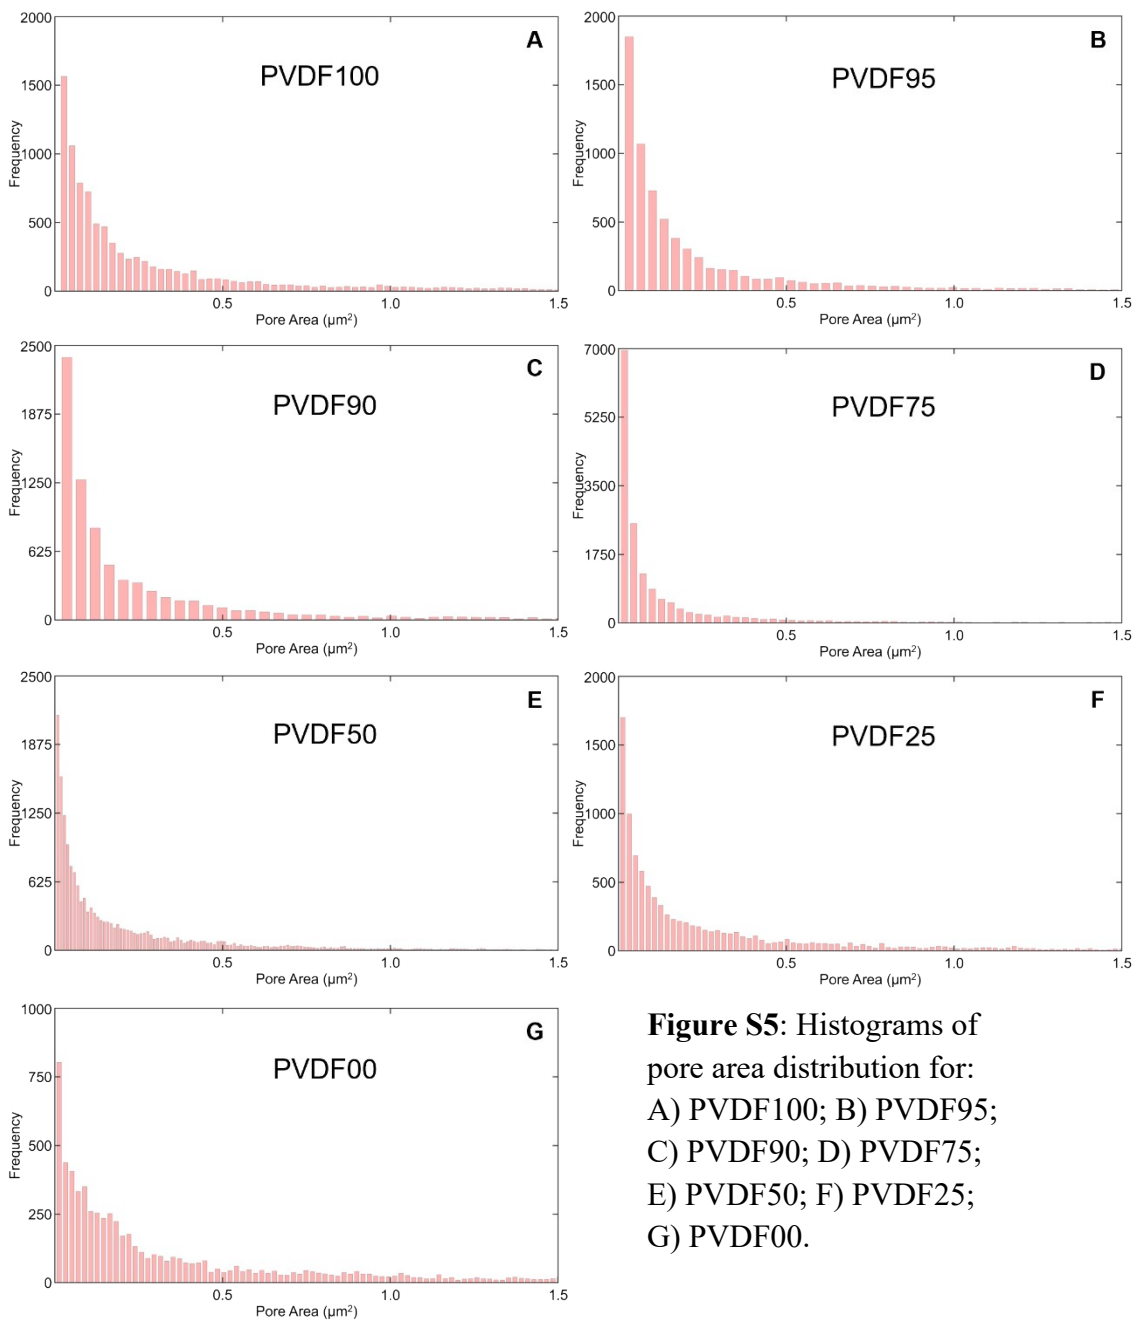 2000
1500
1000
500
0
Frequency
A
PVDF100
0.5
1.0
1.5
Pore Area (µm²)
2000
1500
1000
500
0
Frequency
B
PVDF95
0.5
1.0
1.5
Pore Area (µm²)
2500
1875
1250
625
0
Frequency
C
PVDF90
0.5
1.0
1.5
Pore Area (µm²)
7000
5250
3500
1750
0
Frequency
D
PVDF75
0.5
1.0
1.5
Pore Area (µm²)
2500
1875
1250
625
0
Frequency
E
PVDF50
0.5
1.0
1.5
Pore Area (µm²)
2000
1500
1000
500
0
Frequency
F
PVDF25
0.5
1.0
1.5
Pore Area (µm²)
1000
750
500
250
0
Frequency
G
PVDF00
0.5
1.0
1.5
Pore Area (µm²)
Figure S5: Histograms of
pore area distribution for:
A) PVDF100; B) PVDF95;
C) PVDF90; D) PVDF75;
E) PVDF50; F) PVDF25;
G) PVDF00.